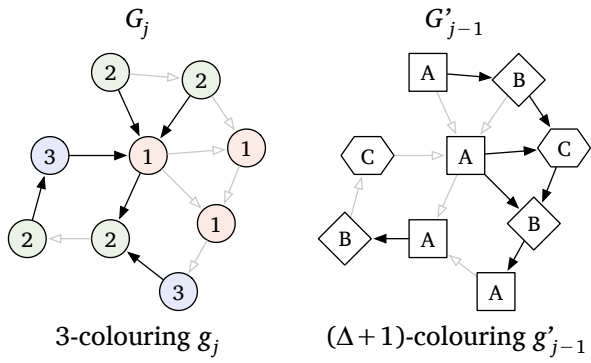 G_j
G'_{j−1}
2
2
A
B
3
1
1
C
A
C
2
2
1
B
A
B
3
A
3-colouring g_j
(Δ+1)-colouring g'_{j−1}